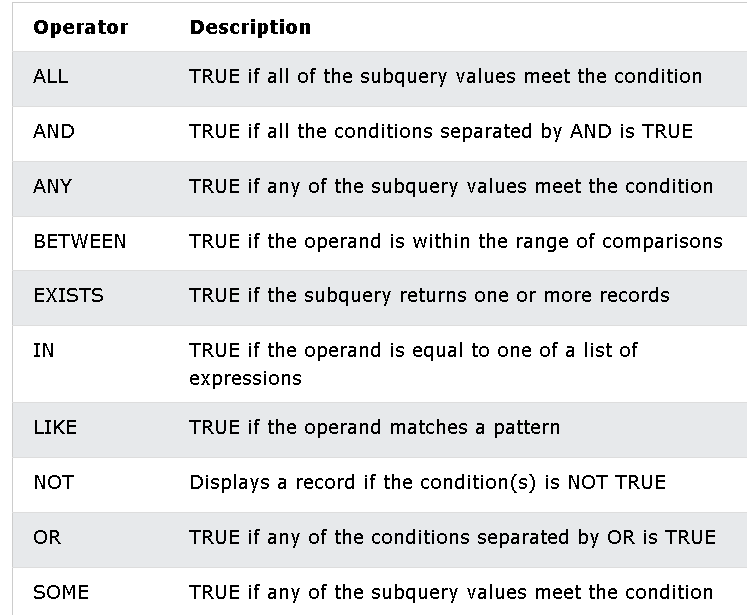 Operator Description
ALL TRUE if all of the subquery values meet the condition
AND TRUE if all the conditions separated by AND is TRUE
ANY TRUE if any of the subquery values meet the condition
BETWEEN TRUE if the operand is within the range of comparisons
EXISTS TRUE if the subquery returns one or more records
IN TRUE if the operand is equal to one of a list of
expressions
LIKE TRUE if the operand matches a pattern
NOT Displays a record if the condition(s) is NOT TRUE
OR TRUE if any of the conditions separated by OR is TRUE
SOME TRUE if any of the subquery values meet the condition